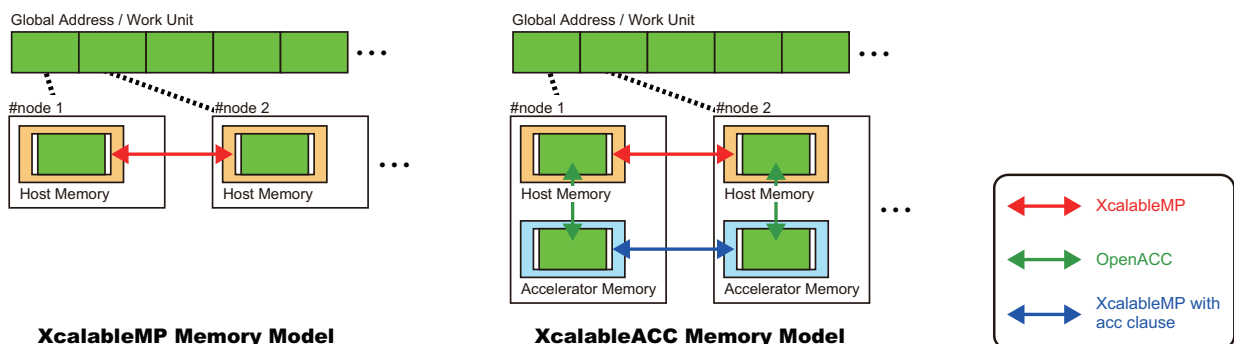 Global Address / Work Unit
#node 1
#node 2
Host Memory
Host Memory
XcalableMP Memory Model
Global Address / Work Unit
#node 1
#node 2
Host Memory
Host Memory
Accelerator Memory
Accelerator Memory
XcalableACC Memory Model
XcalableMP
OpenACC
XcalableMP with
acc clause